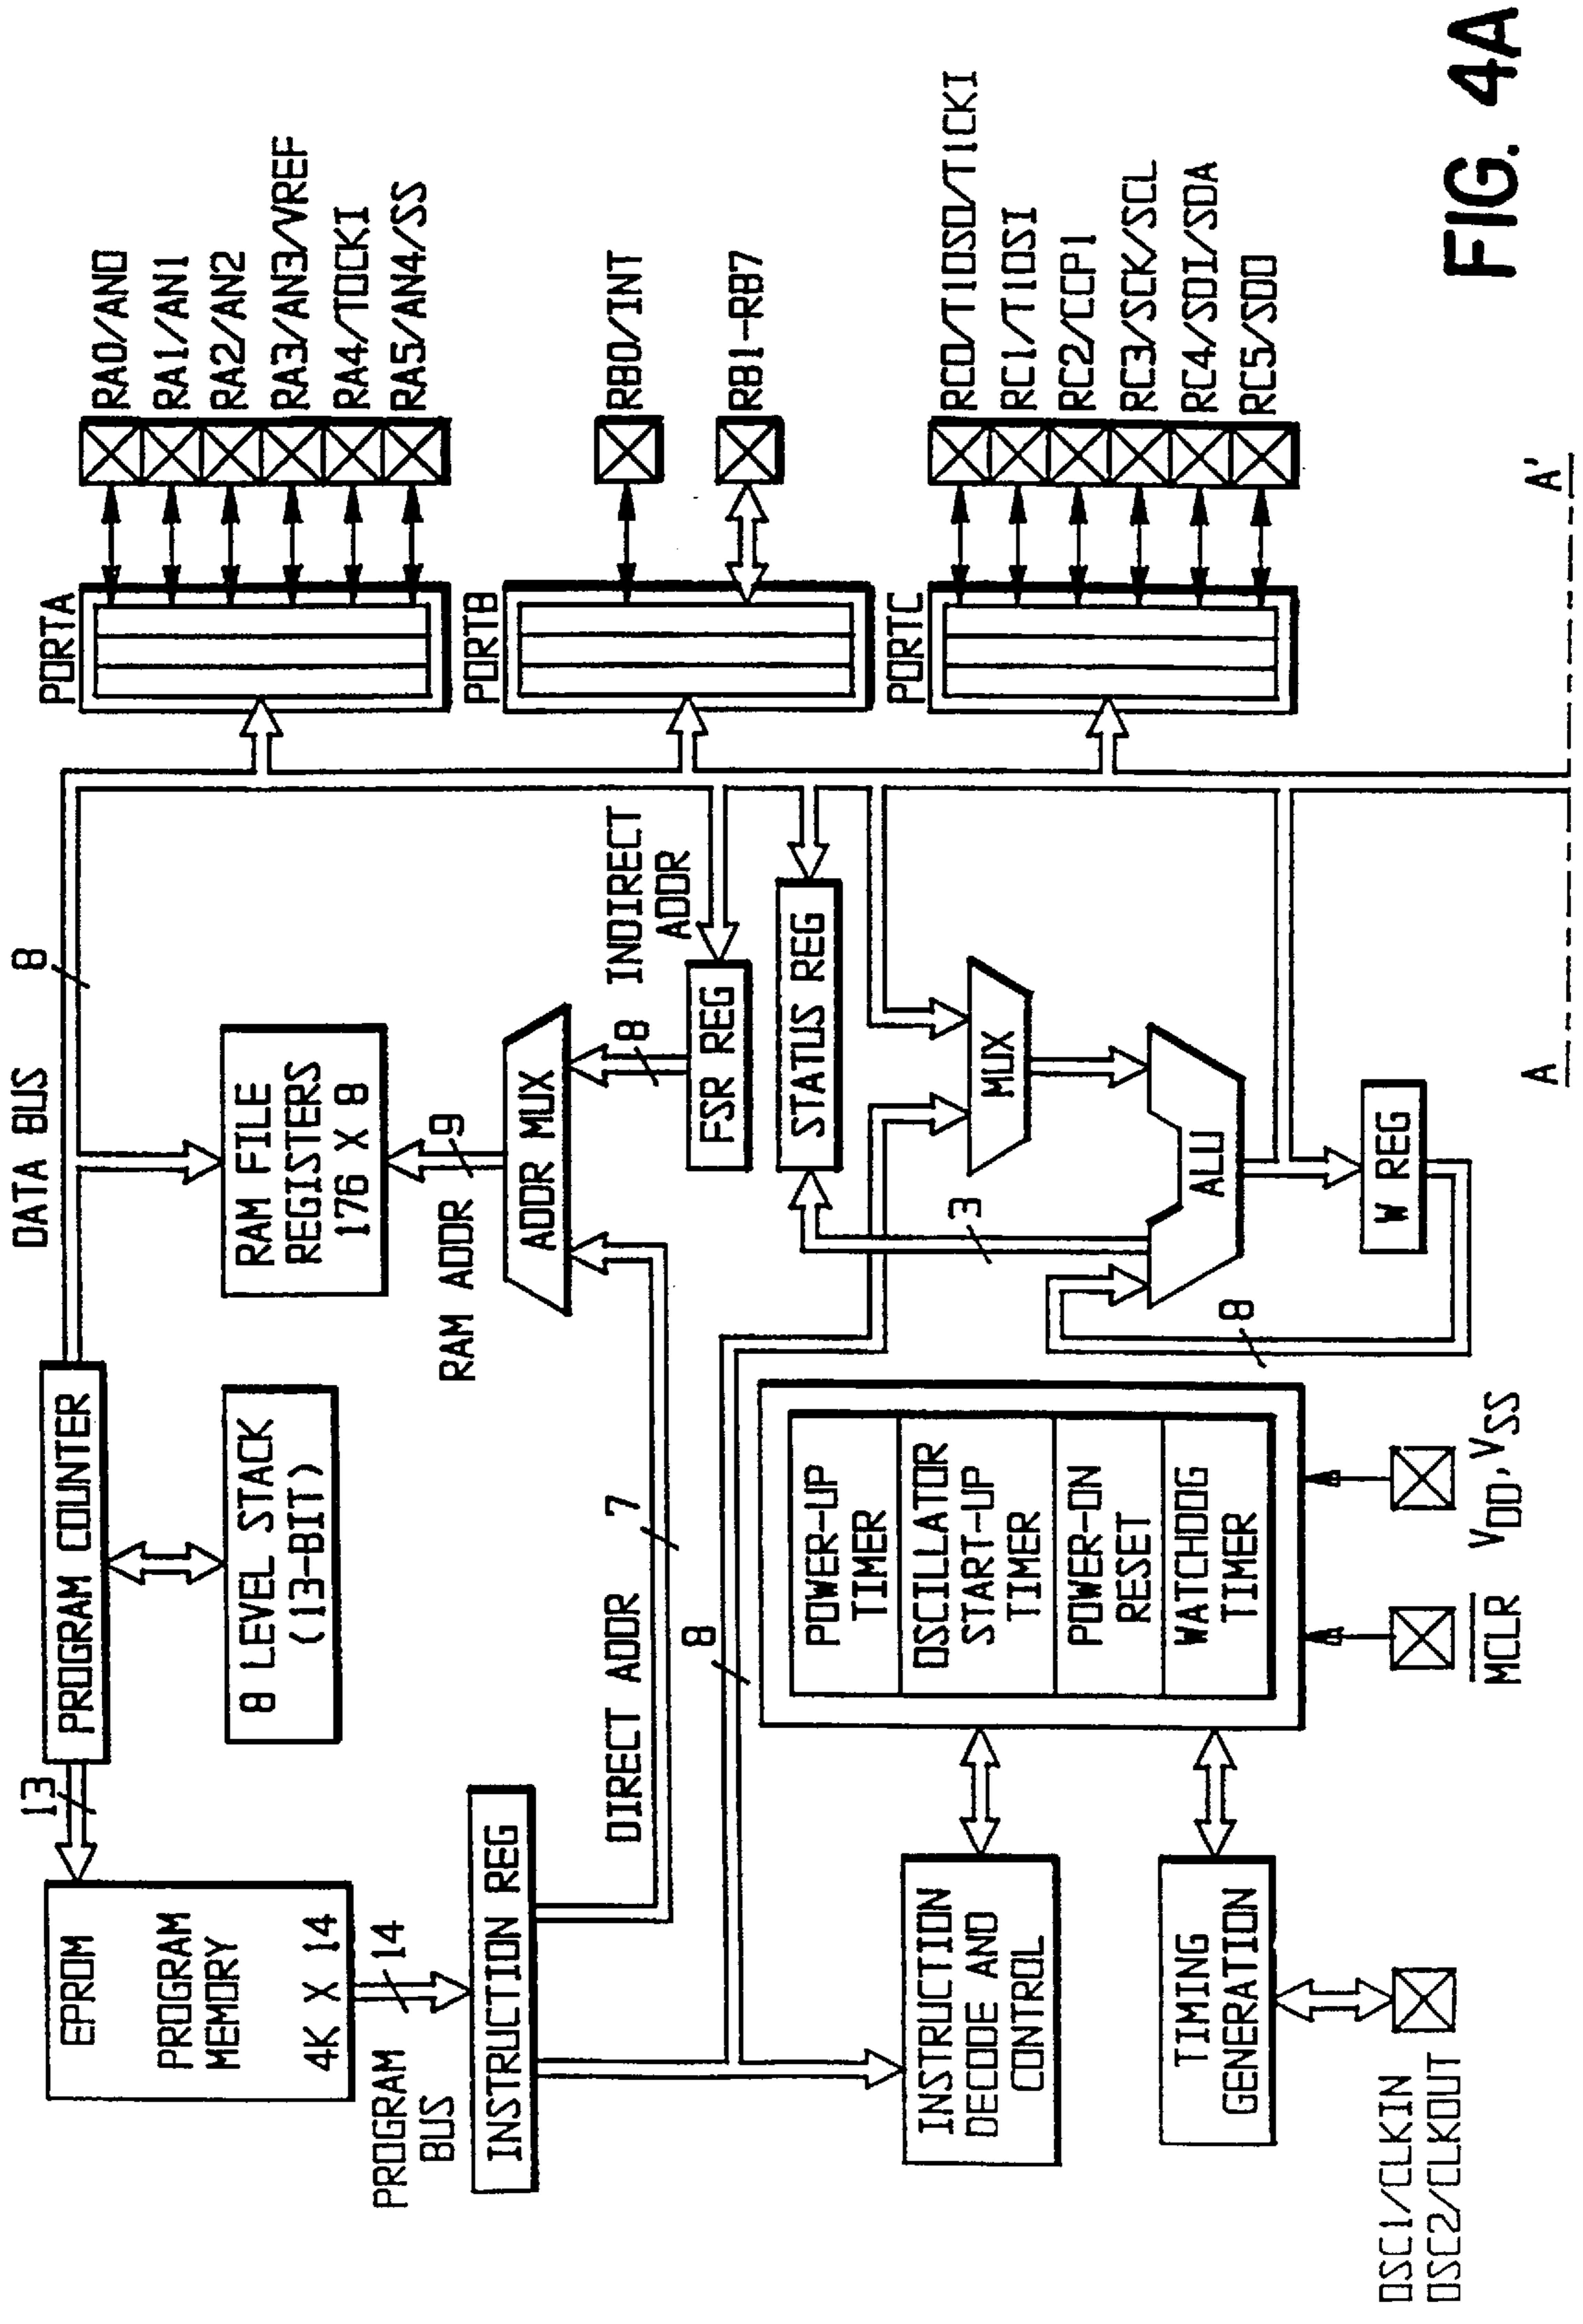 DATA BUS
8
13
PROGRAM COUNTER
EPROM
PROGRAM
MEMORY
4K X 14
8 LEVEL STACK
(13-BIT)
RAM FILE
REGISTERS
176 X 8
PORTA
RA0/AN0
RA1/AN1
RA2/AN2
RA3/AN3/VREF
RA4/T0CKI
RA5/AN4/SS
PROGRAM
BUS
14
RAM ADDR
9
INSTRUCTION REG
ADDR MUX
PORTB
RB0/INT
RB1-RB7
DIRECT ADDR
7
8
INDIRECT
ADDR
FSR REG
8
STATUS REG
MUX
3
ALU
8
W REG
PORTC
RC0/T1OSO/T1CKI
RC1/T1OSI
RC2/CCP1
RC3/SCK/SCL
RC4/SDI/SDA
RC5/SDO
INSTRUCTION
DECODE AND
CONTROL
TIMING
GENERATION
POWER-UP
TIMER
OSCILLATOR
START-UP
TIMER
POWER-ON
RESET
WATCHDOG
TIMER
OSC1/CLKIN
OSC2/CLKOUT
MCLR
VDD, VSS
A
A'
FIG. 4A